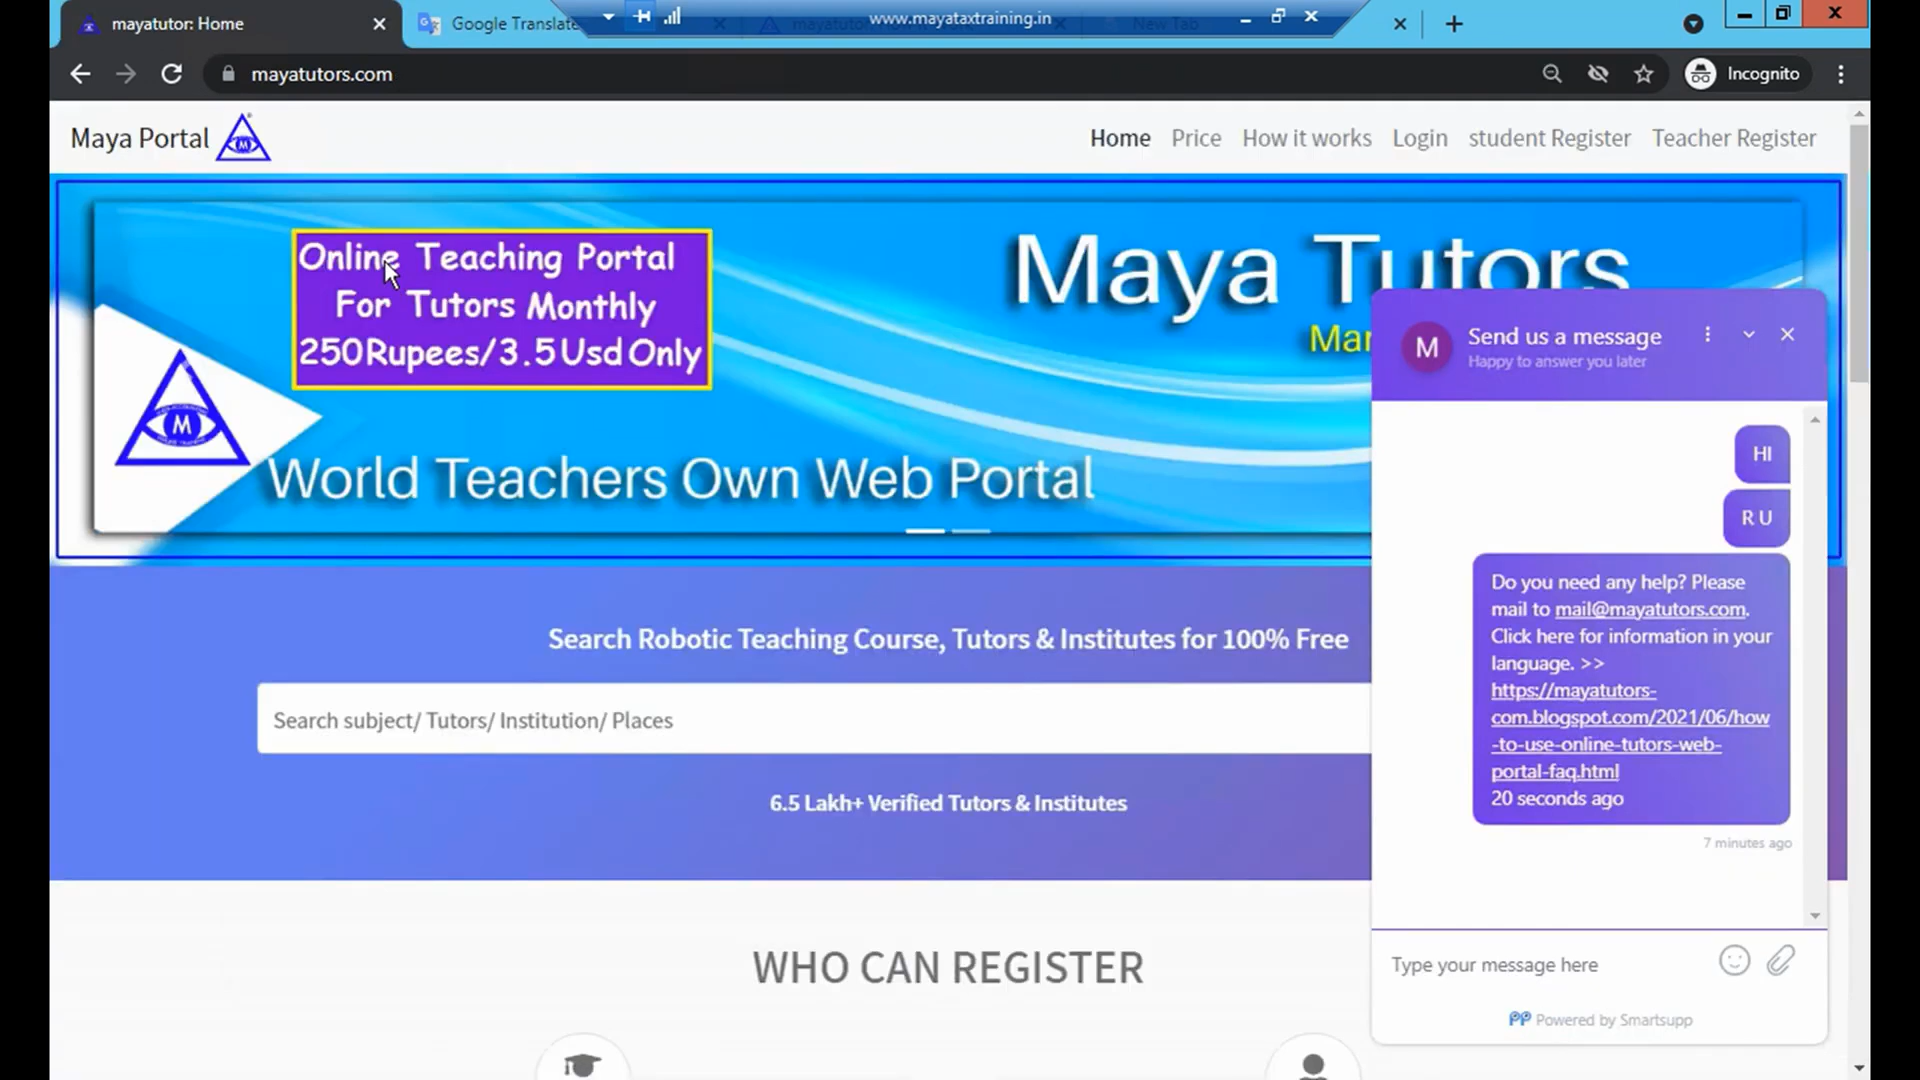 mayatutor: Home
Google Translate
www.mayataxtraining.in
New Tab
mayatutors.com
Incognito
Maya Portal
Home Price How it works Login student Register Teacher Register
Online Teaching Portal
For Tutors Monthly
250Rupees/3.5Usd Only
Maya Tutors
World Teachers Own Web Portal
M
Search Robotic Teaching Course, Tutors & Institutes for 100% Free
Search subject/ Tutors/ Institution/ Places
6.5 Lakh+ Verified Tutors & Institutes
WHO CAN REGISTER
M
Send us a message
Happy to answer you later
HI
R U
Do you need any help? Please
mail to mail@mayatutors.com.
Click here for information in your
language. >>
https://mayatutors-
com.blogspot.com/2021/06/how
-to-use-online-tutors-web-
portal-faq.html
20 seconds ago
7 minutes ago
Type your message here
Powered by Smartsupp